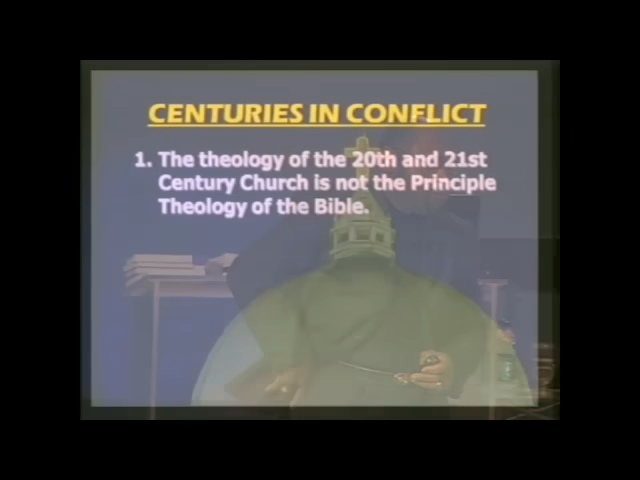 CENTURIES IN CONFLICT
1. The theology of the 20th and 21st
Century Church is not the Principle
Theology of the Bible.